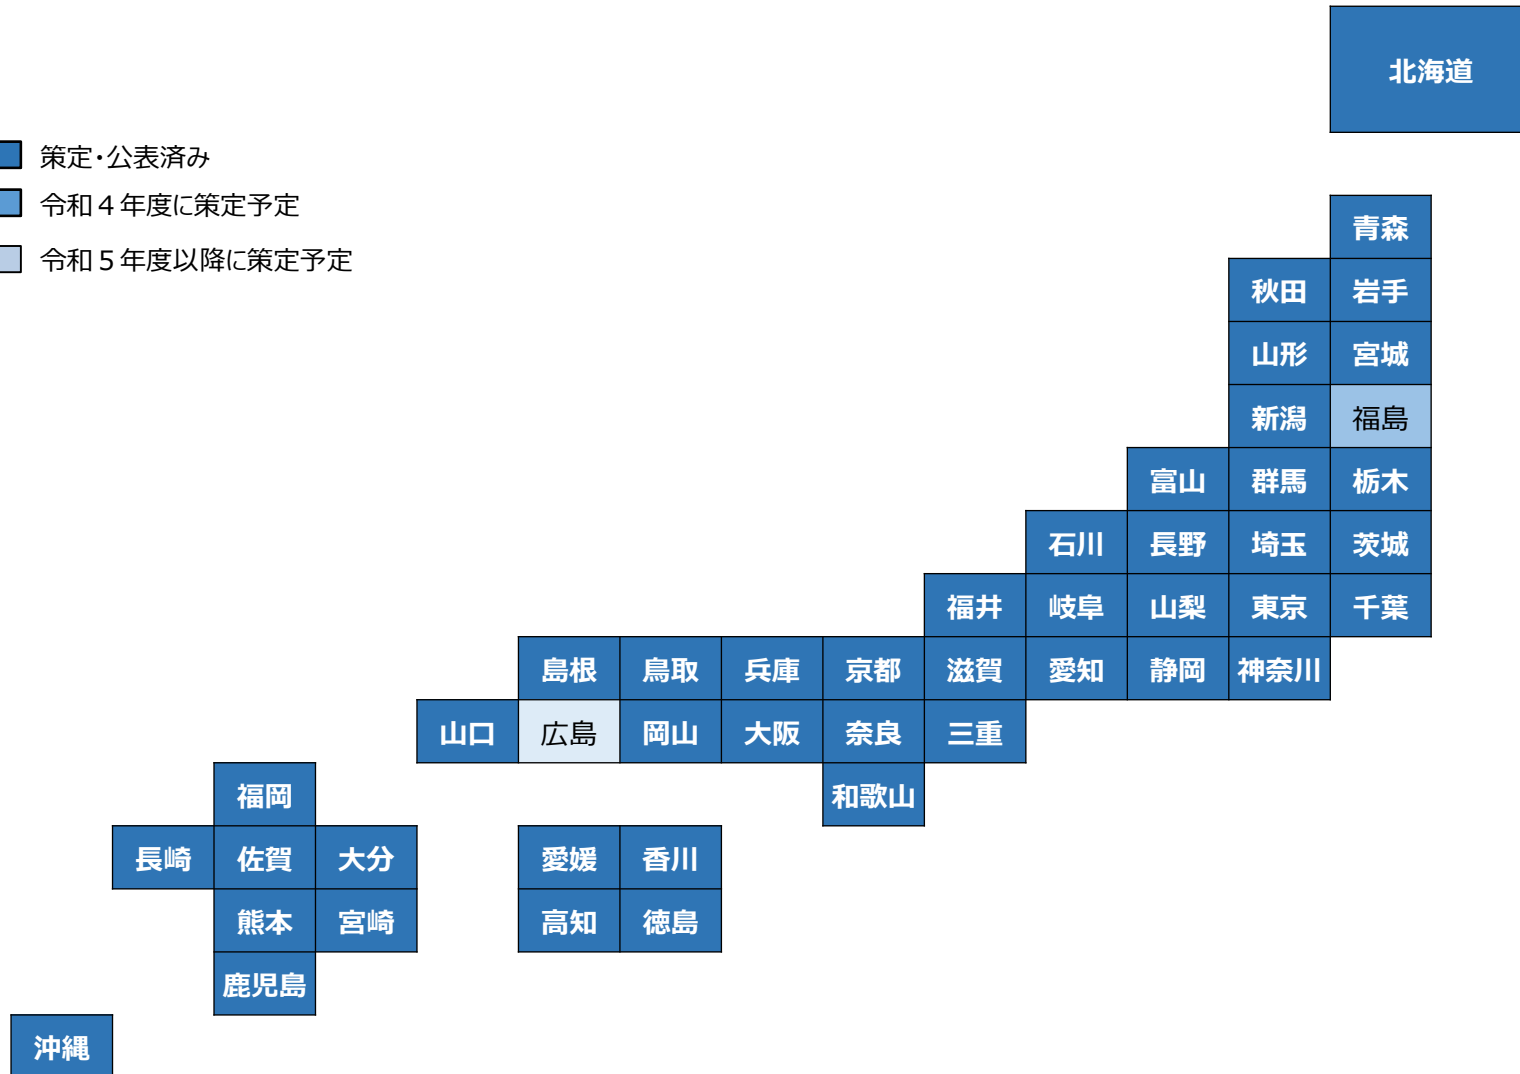 北海道
策定・公表済み
令和４年度に策定予定
令和５年度以降に策定予定
青森
秋田 岩手
山形 宮城
新潟 福島
富山 群馬 栃木
石川 長野 埼玉 茨城
福井 岐阜 山梨 東京 千葉
島根 鳥取 兵庫 京都 滋賀 愛知 静岡 神奈川
山口 広島 岡山 大阪 奈良 三重
福岡 和歌山
長崎 佐賀 大分 愛媛 香川
熊本 宮崎 高知 徳島
鹿児島
沖縄